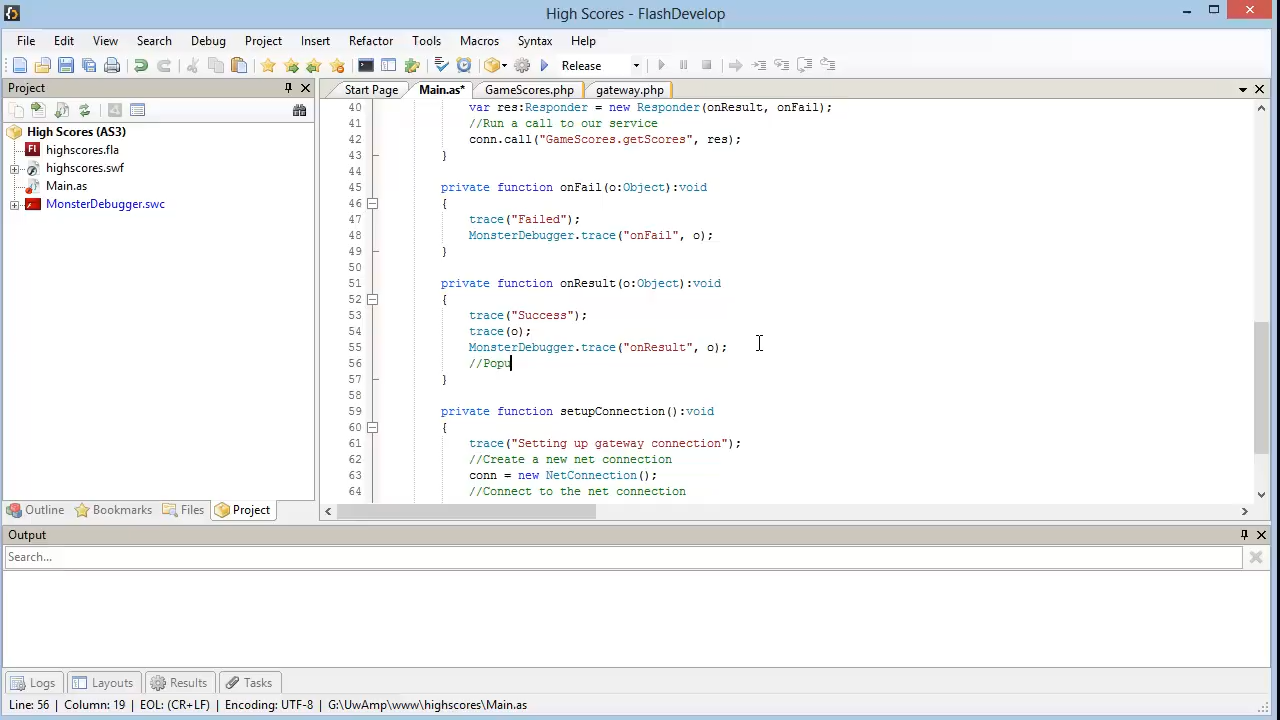 High Scores - FlashDevelop
File Edit View Search Debug Project Insert Refactor Tools Macros Syntax Help
Release
Project
Start Page Main.as* GameScores.php gateway.php
High Scores (AS3)
highscores.fla
highscores.swf
Main.as
MonsterDebugger.swc
40 var res:Responder = new Responder(onResult, onFail);
41 //Run a call to our service
42 conn.call("GameScores.getScores", res);
43 }
44
45 private function onFail(o:Object):void
46 {
47 trace("Failed");
48 MonsterDebugger.trace("onFail", o);
49 }
50
51 private function onResult(o:Object):void
52 {
53 trace("Success");
54 trace(o);
55 MonsterDebugger.trace("onResult", o);
56 //Popu
57 }
58
59 private function setupConnection():void
60 {
61 trace("Setting up gateway connection");
62 //Create a new net connection
63 conn = new NetConnection();
64 //Connect to the net connection
Outline Bookmarks Files Project
Output
Search...
Logs Layouts Results Tasks
Line: 56 Column: 19 EOL: (CR+LF) Encoding: UTF-8 G:\UwAmp\www\highscores\Main.as